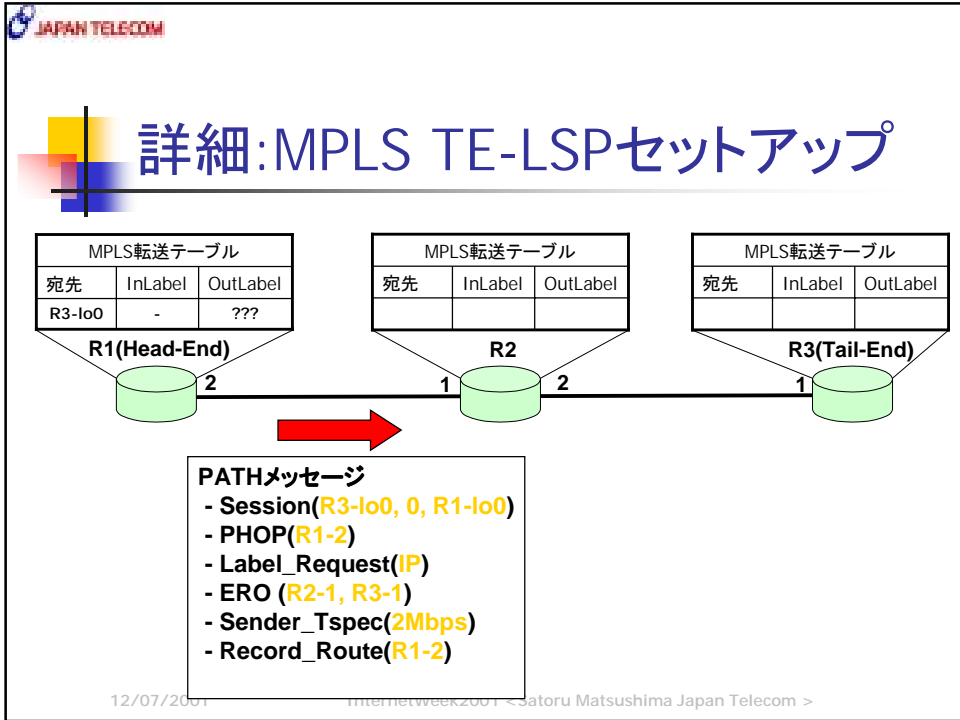 JAPAN TELECOM
詳細:MPLS TE-LSPセットアップ
MPLS転送テーブル
宛先 InLabel OutLabel
R3-lo0 - ???
MPLS転送テーブル
宛先 InLabel OutLabel
MPLS転送テーブル
宛先 InLabel OutLabel
R1(Head-End)
R2
R3(Tail-End)
2
1
2
1
PATHメッセージ
- Session(R3-lo0, 0, R1-lo0)
- PHOP(R1-2)
- Label_Request(IP)
- ERO (R2-1, R3-1)
- Sender_Tspec(2Mbps)
- Record_Route(R1-2)
12/07/2001
InternetWeek2001 <Satoru Matsushima Japan Telecom >